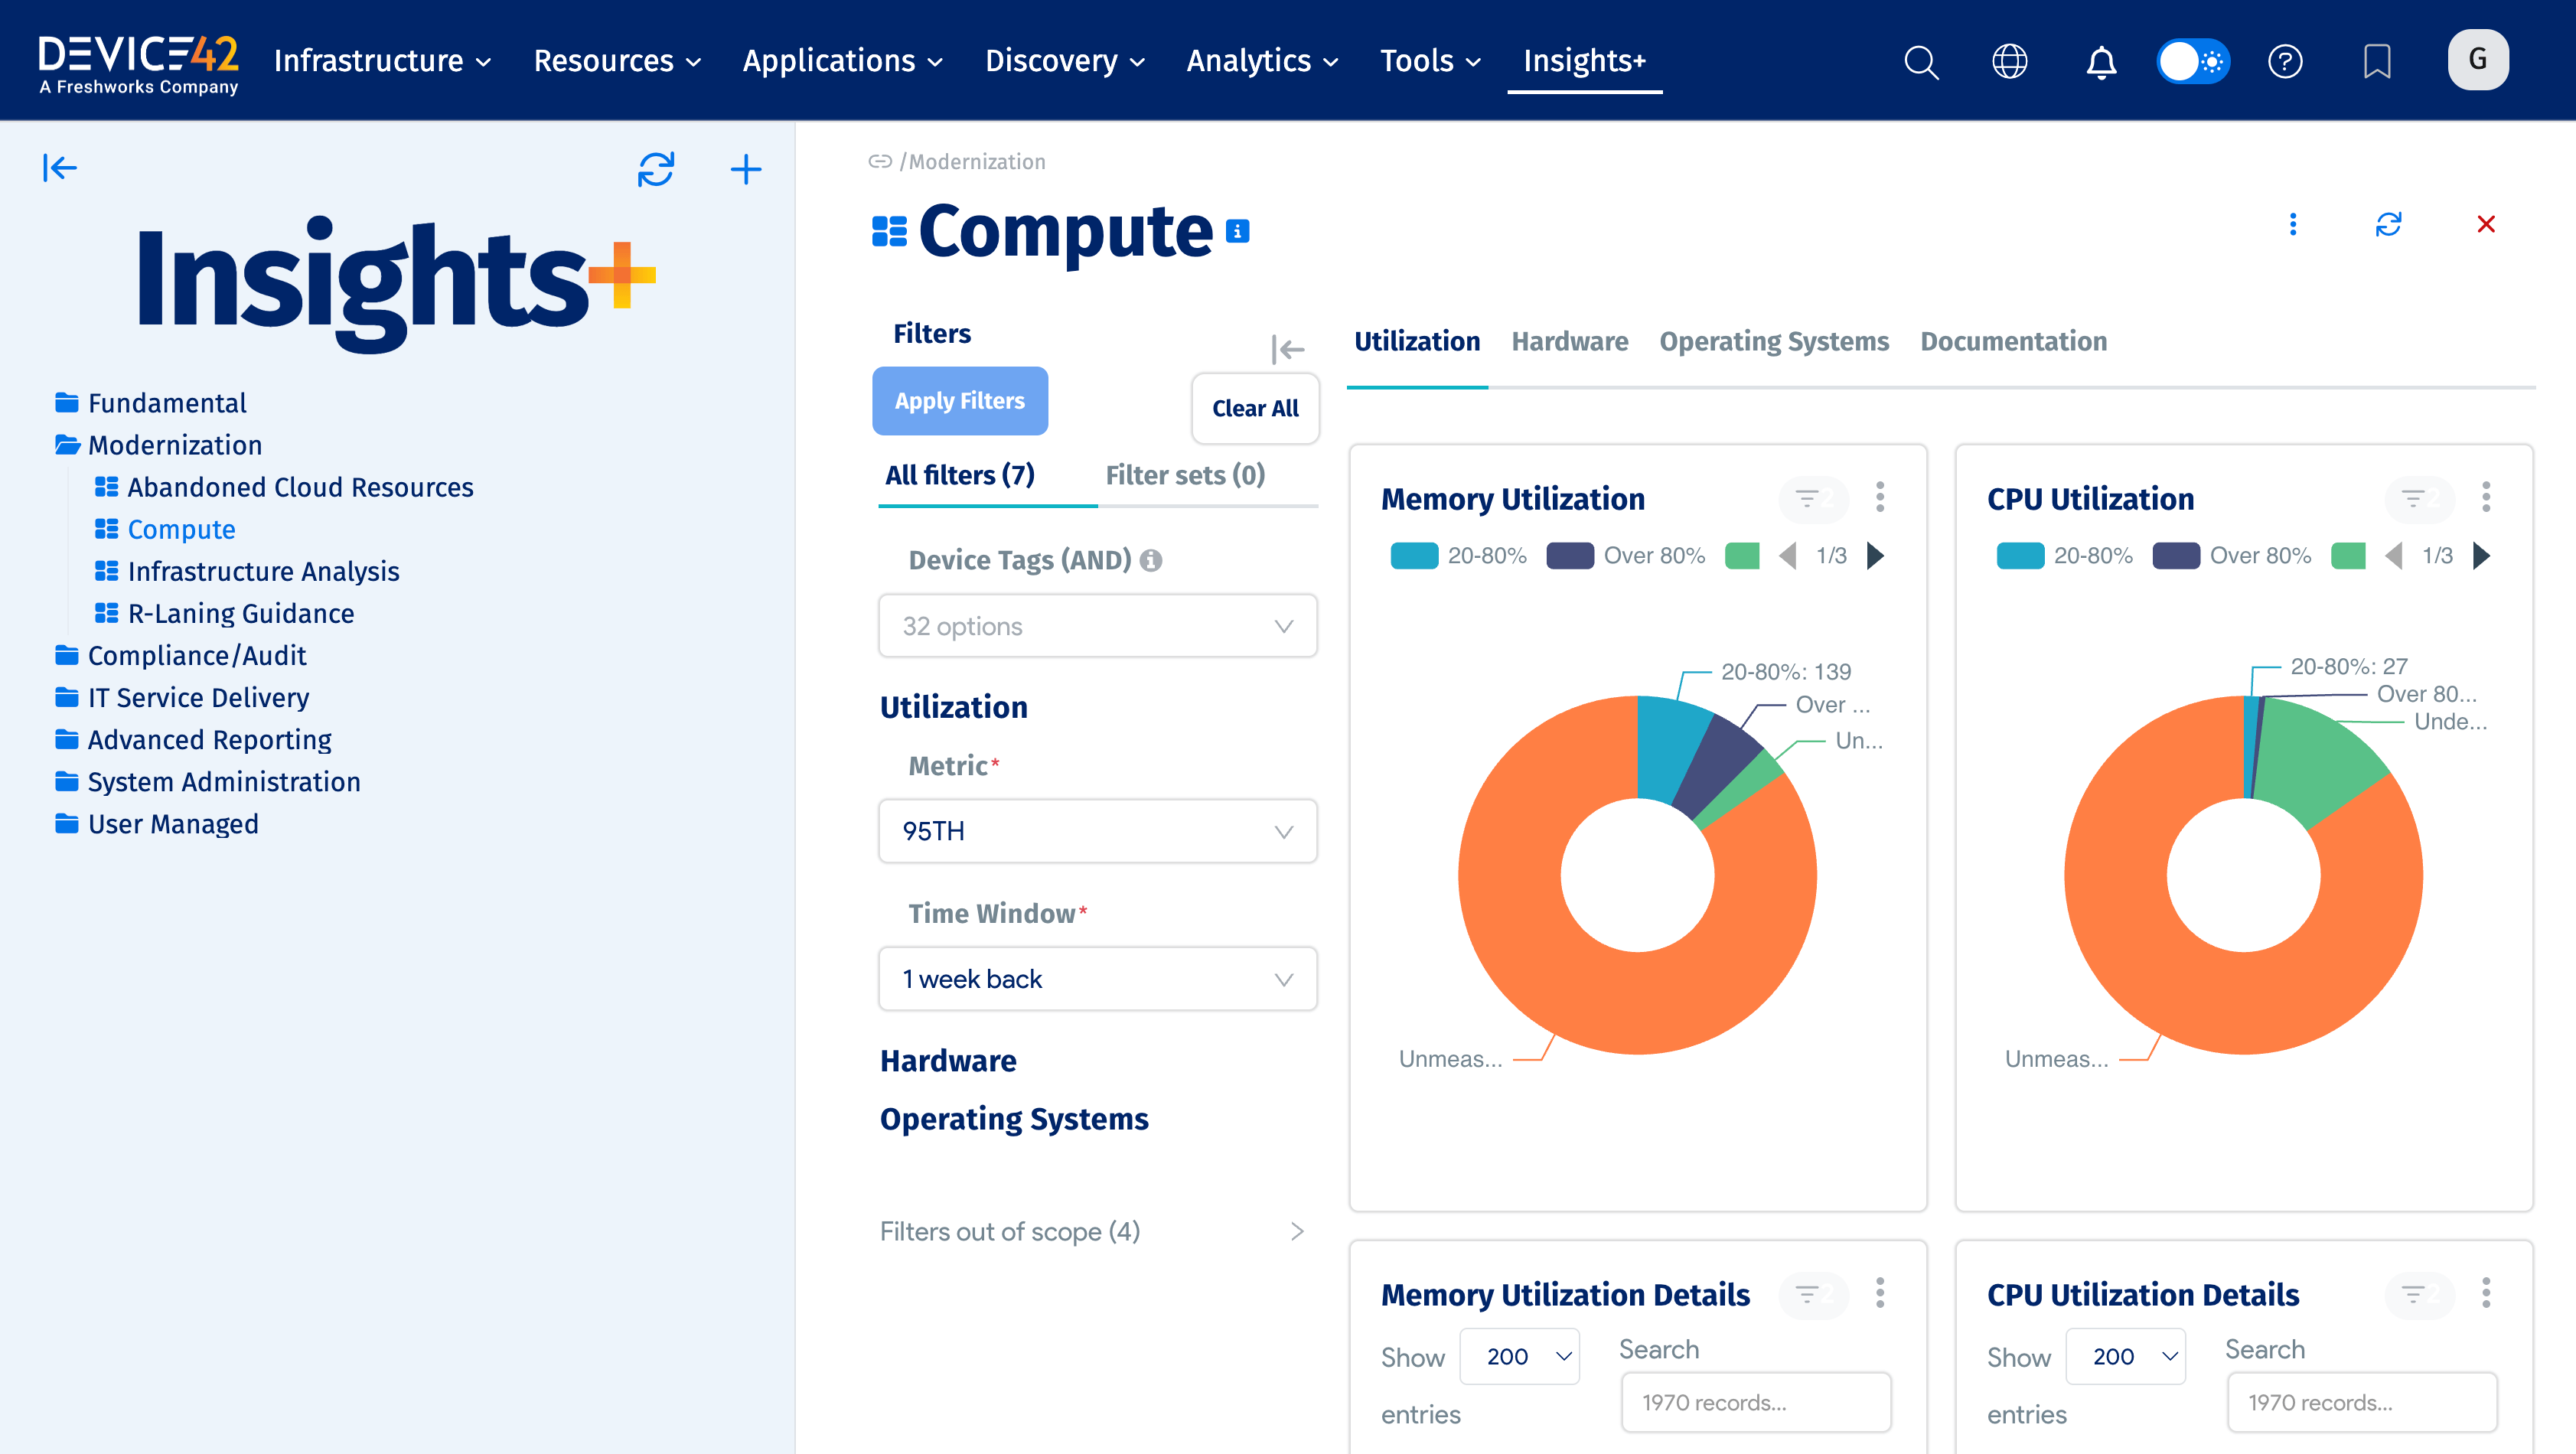 DEVICE42
A Freshworks Company
Infrastructure
Resources
Applications
Discovery
Analytics
Tools
Insights+
G
Insights+
Fundamental
Modernization
Abandoned Cloud Resources
Compute
Infrastructure Analysis
R-Laning Guidance
Compliance/Audit
IT Service Delivery
Advanced Reporting
System Administration
User Managed
/Modernization
Compute
Filters
Apply Filters
Clear All
All filters (7)
Filter sets (0)
Device Tags (AND)
32 options
Utilization
Metric*
95TH
Time Window*
1 week back
Hardware
Operating Systems
Filters out of scope (4)
Utilization
Hardware
Operating Systems
Documentation
Memory Utilization
2
20-80%
Over 80%
1/3
20-80%: 139
Over ...
Un...
Unmeas...
CPU Utilization
2
20-80%
Over 80%
1/3
20-80%: 27
Over 80...
Unde...
Unmeas...
Memory Utilization Details
2
Show
200
entries
Search
1970 records...
CPU Utilization Details
2
Show
200
entries
Search
1970 records...